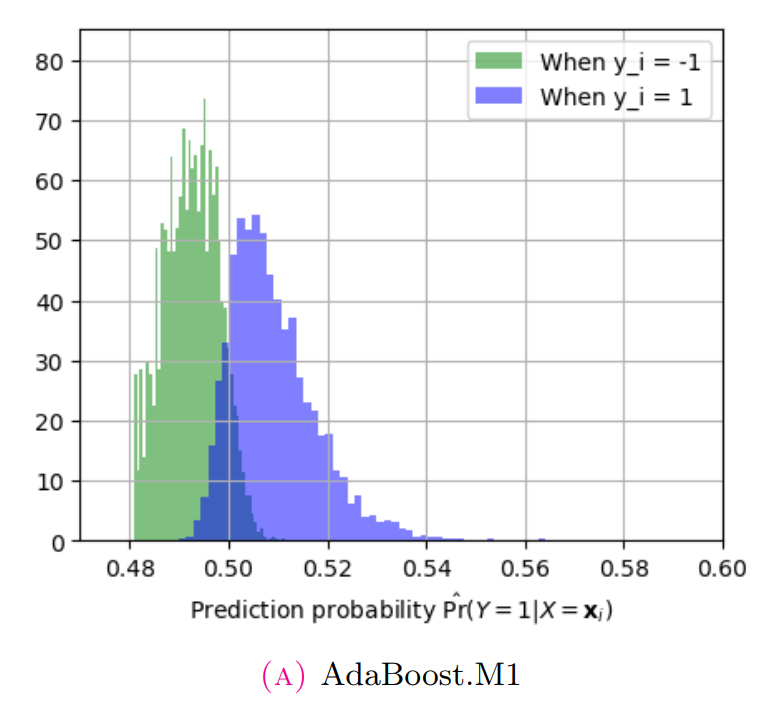 80
70
60
50
40
30
20
10
0
When y_i = -1
When y_i = 1
0.48 0.50 0.52 0.54 0.56 0.58 0.60
Prediction probability P̂r(Y = 1|X = 𝐱ᵢ)
(A) AdaBoost.M1